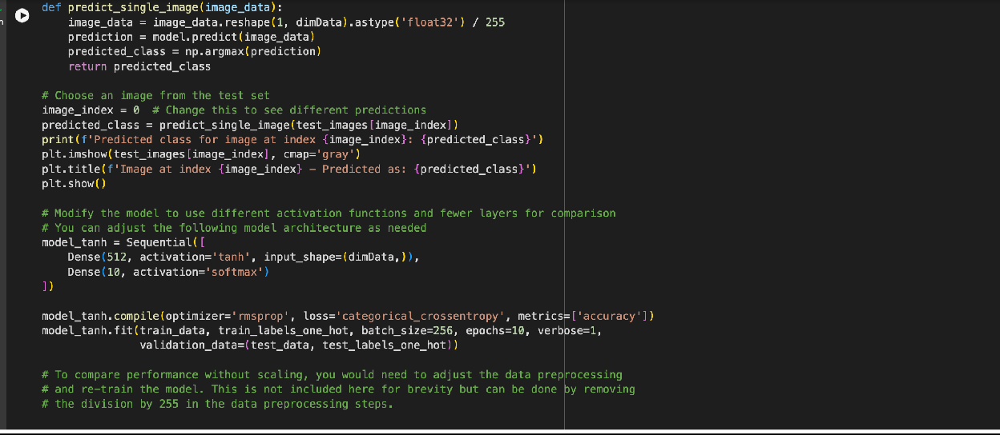 def predict_single_image(image_data):
    image_data = image_data.reshape(1, dimData).astype('float32') / 255
    prediction = model.predict(image_data)
    predicted_class = np.argmax(prediction)
    return predicted_class

# Choose an image from the test set
image_index = 0  # Change this to see different predictions
predicted_class = predict_single_image(test_images[image_index])
print(f'Predicted class for image at index {image_index}: {predicted_class}')
plt.imshow(test_images[image_index], cmap='gray')
plt.title(f'Image at index {image_index} – Predicted as: {predicted_class}')
plt.show()

# Modify the model to use different activation functions and fewer layers for comparison
# You can adjust the following model architecture as needed
model_tanh = Sequential([
    Dense(512, activation='tanh', input_shape=(dimData,)),
    Dense(10, activation='softmax')
])

model_tanh.compile(optimizer='rmsprop', loss='categorical_crossentropy', metrics=['accuracy'])
model_tanh.fit(train_data, train_labels_one_hot, batch_size=256, epochs=10, verbose=1,
               validation_data=(test_data, test_labels_one_hot))

# To compare performance without scaling, you would need to adjust the data preprocessing
# and re-train the model. This is not included here for brevity but can be done by removing
# the division by 255 in the data preprocessing steps.